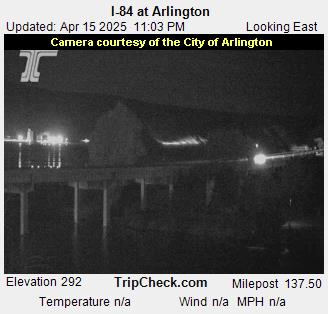 I-84 at Arlington
Updated: Apr 15 2025 11:03 PM Looking East
Camera courtesy of the City of Arlington
Elevation 292 TripCheck.com Milepost 137.50
Temperature n/a Wind n/a MPH n/a